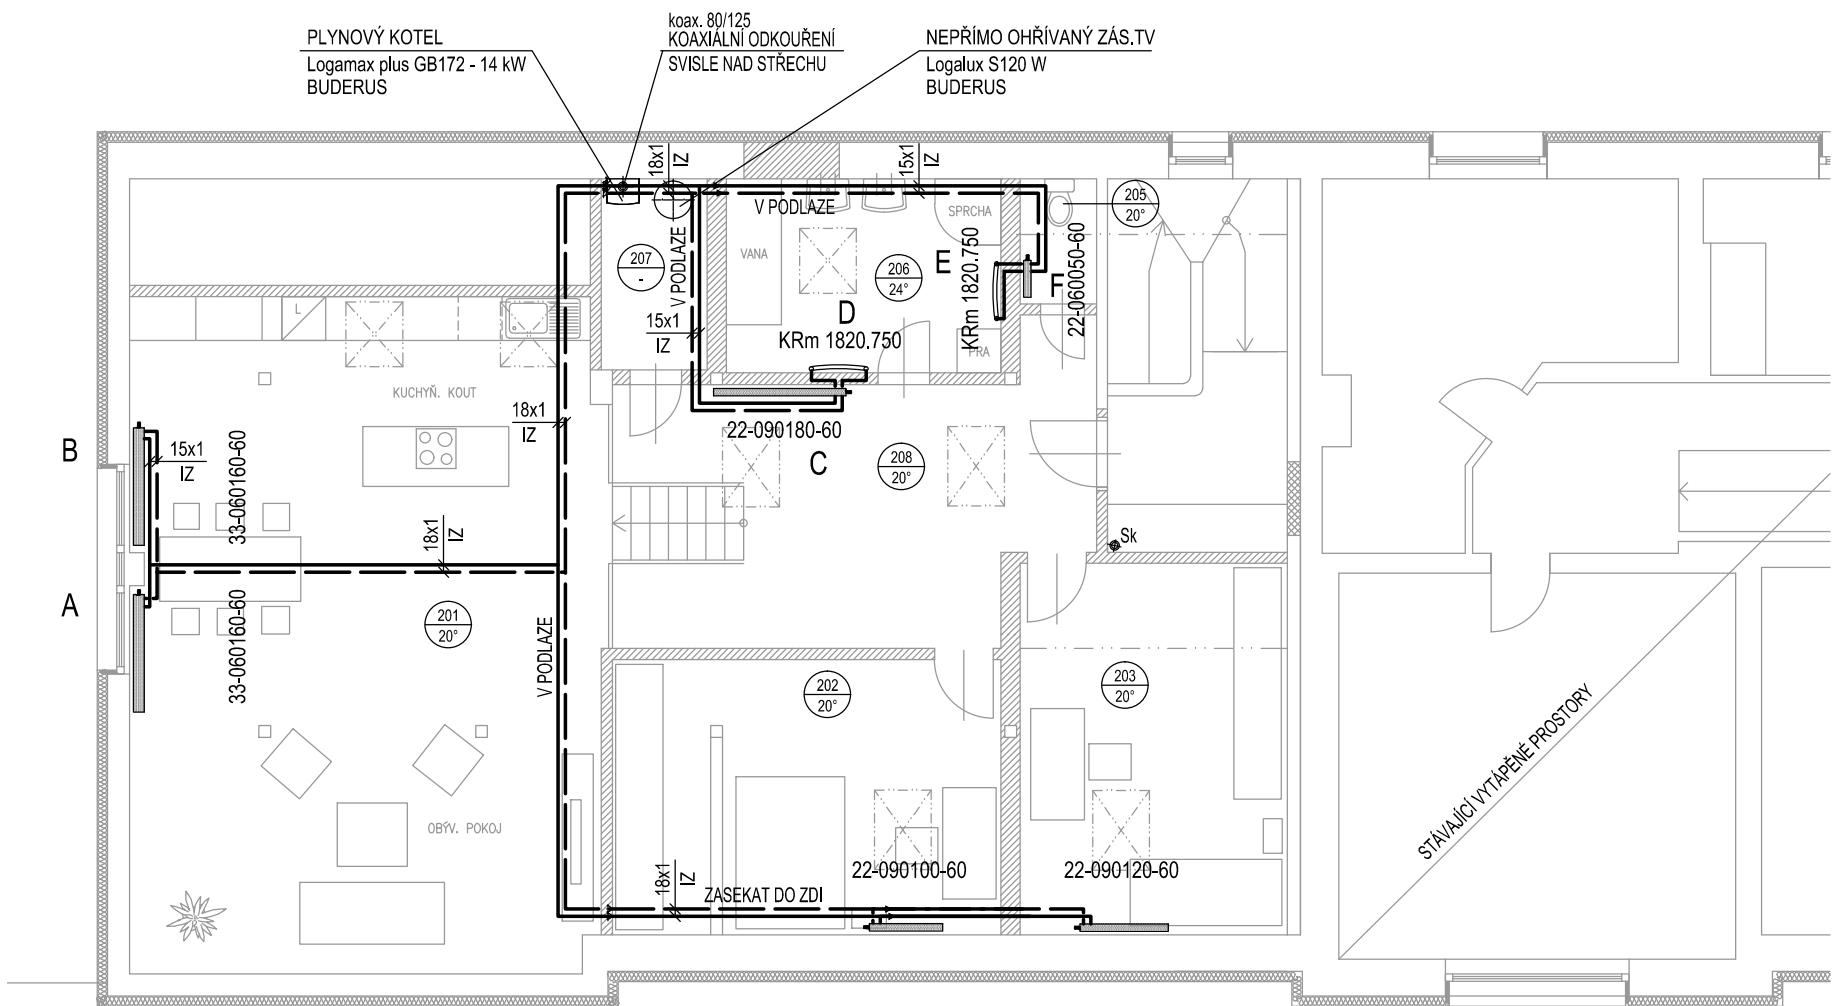 PLYNOVÝ KOTEL
Logamax plus GB172 - 14 kW
BUDERUS
koax. 80/125
KOAXIÁLNÍ ODKOUŘENÍ
SVISLE NAD STŘECHU
NEPŘÍMO OHŘÍVANÝ ZÁS.TV
Logalux S120 W
BUDERUS
18x1
IZ
15x1
IZ
V PODLAZE
SPRCHA
205
20°
VANA
207
-
V PODLAZE
206
24°
E
KRm 1820.750
F
22-060050-60
L
15x1
IZ
D
KRm 1820.750
PRA
KUCHYŇ. KOUT
18x1
IZ
22-090180-60
C
208
20°
B
15x1
IZ
33-060160-60
18x1
IZ
Sk
A
33-060160-60
201
20°
V PODLAZE
202
20°
203
20°
STÁVAJÍCÍ VYTÁPĚNÉ PROSTORY
OBÝV. POKOJ
18x1
IZ
ZASEKAT DO ZDI
22-090100-60
22-090120-60